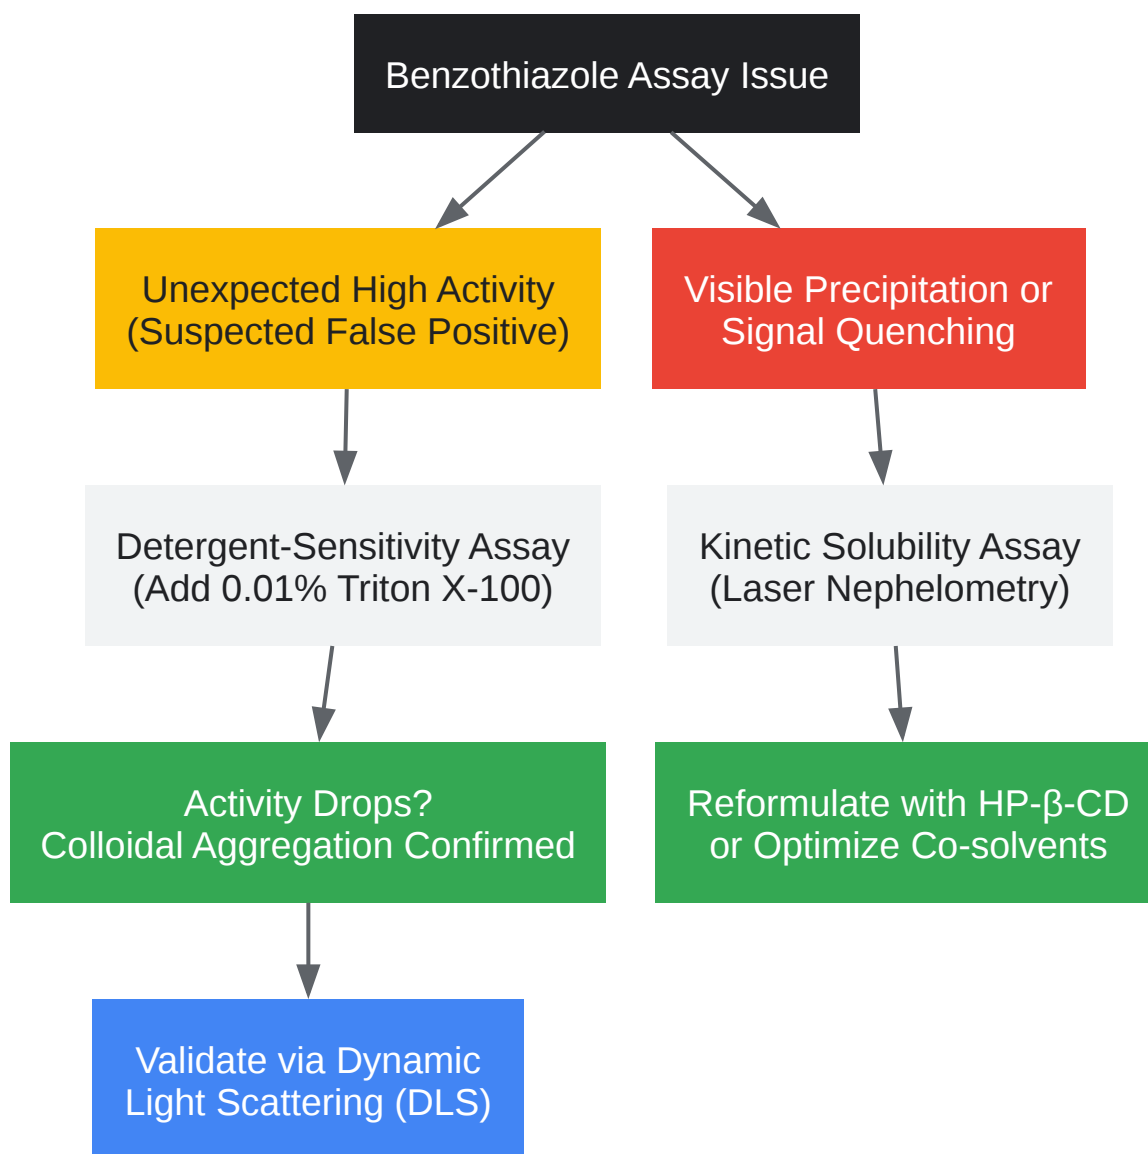 Benzothiazole Assay Issue
Unexpected High Activity
(Suspected False Positive)
Visible Precipitation or
Signal Quenching
Detergent-Sensitivity Assay
(Add 0.01% Triton X-100)
Kinetic Solubility Assay
(Laser Nephelometry)
Activity Drops?
Colloidal Aggregation Confirmed
Reformulate with HP-β-CD
or Optimize Co-solvents
Validate via Dynamic
Light Scattering (DLS)